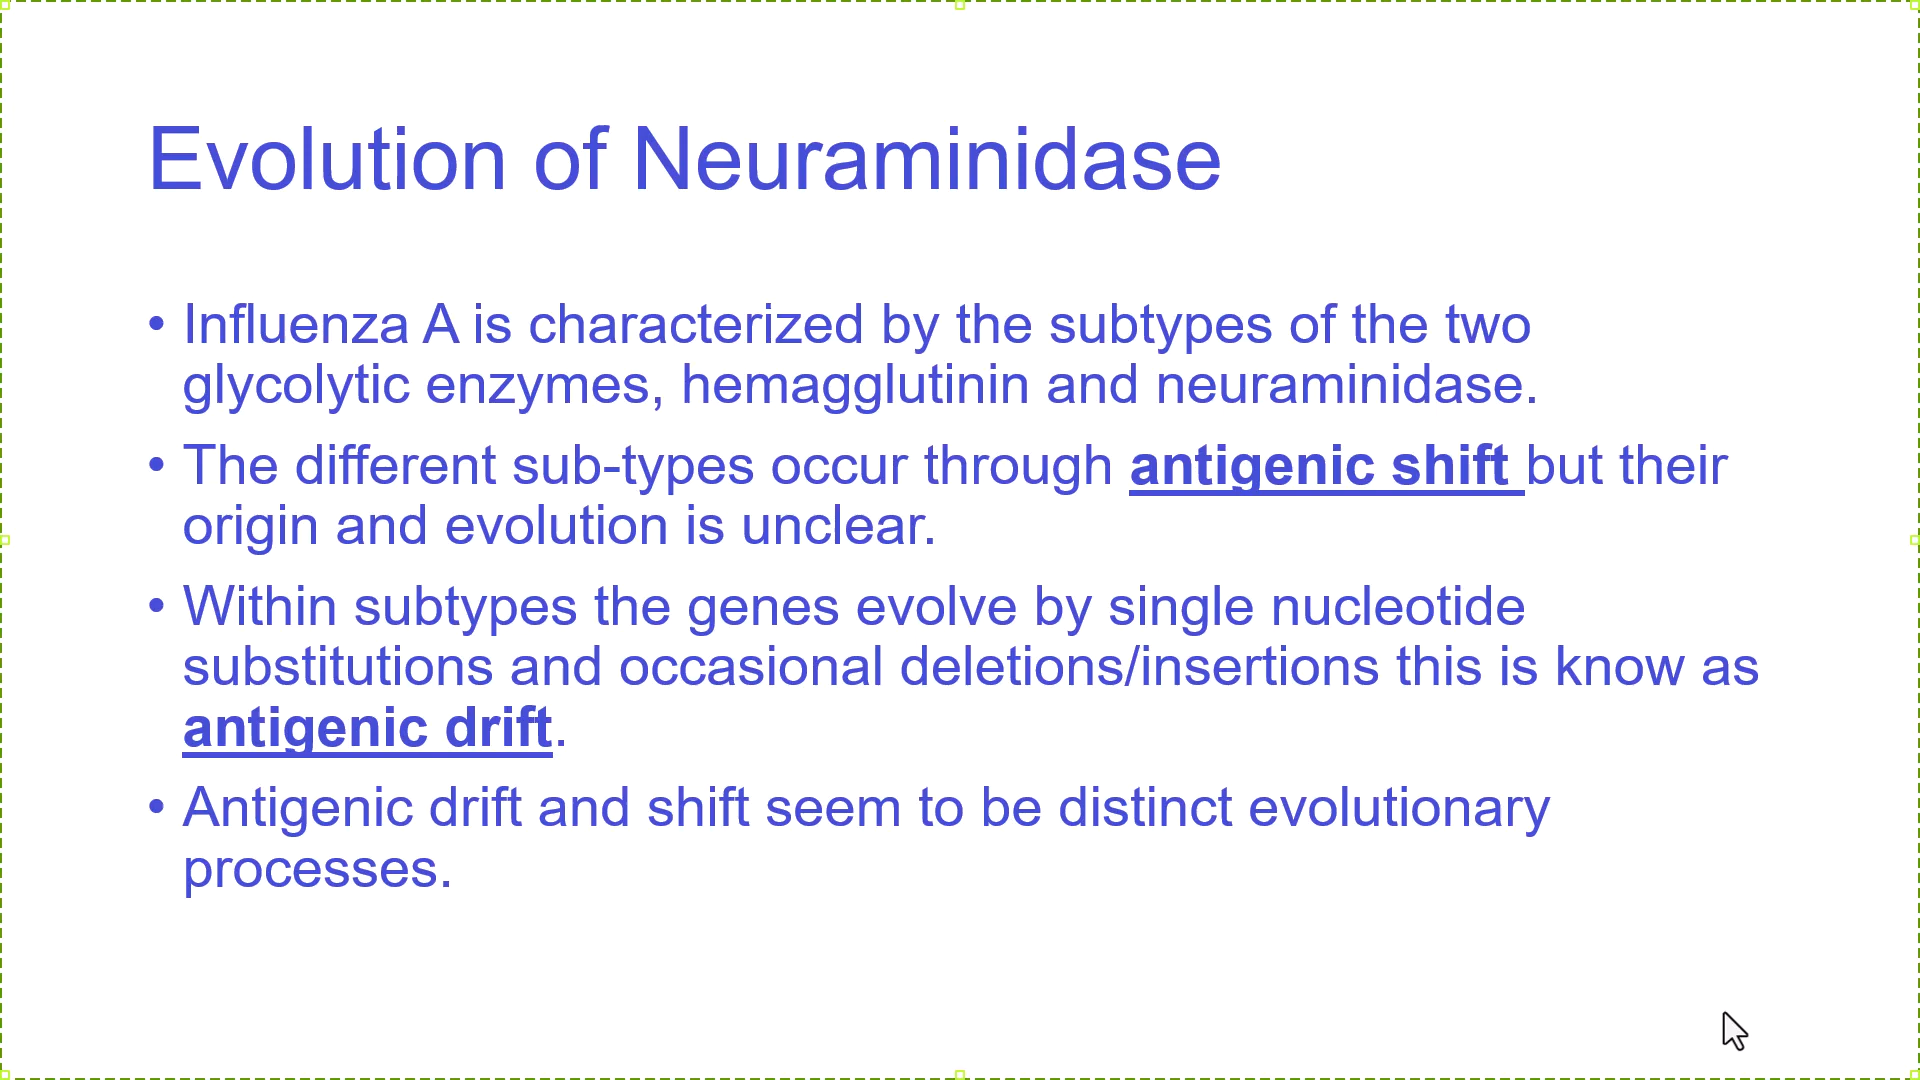 Evolution of Neuraminidase
• Influenza A is characterized by the subtypes of the two
glycolytic enzymes, hemagglutinin and neuraminidase.
• The different sub-types occur through antigenic shift but their
origin and evolution is unclear.
• Within subtypes the genes evolve by single nucleotide
substitutions and occasional deletions/insertions this is know as
antigenic drift.
• Antigenic drift and shift seem to be distinct evolutionary
processes.